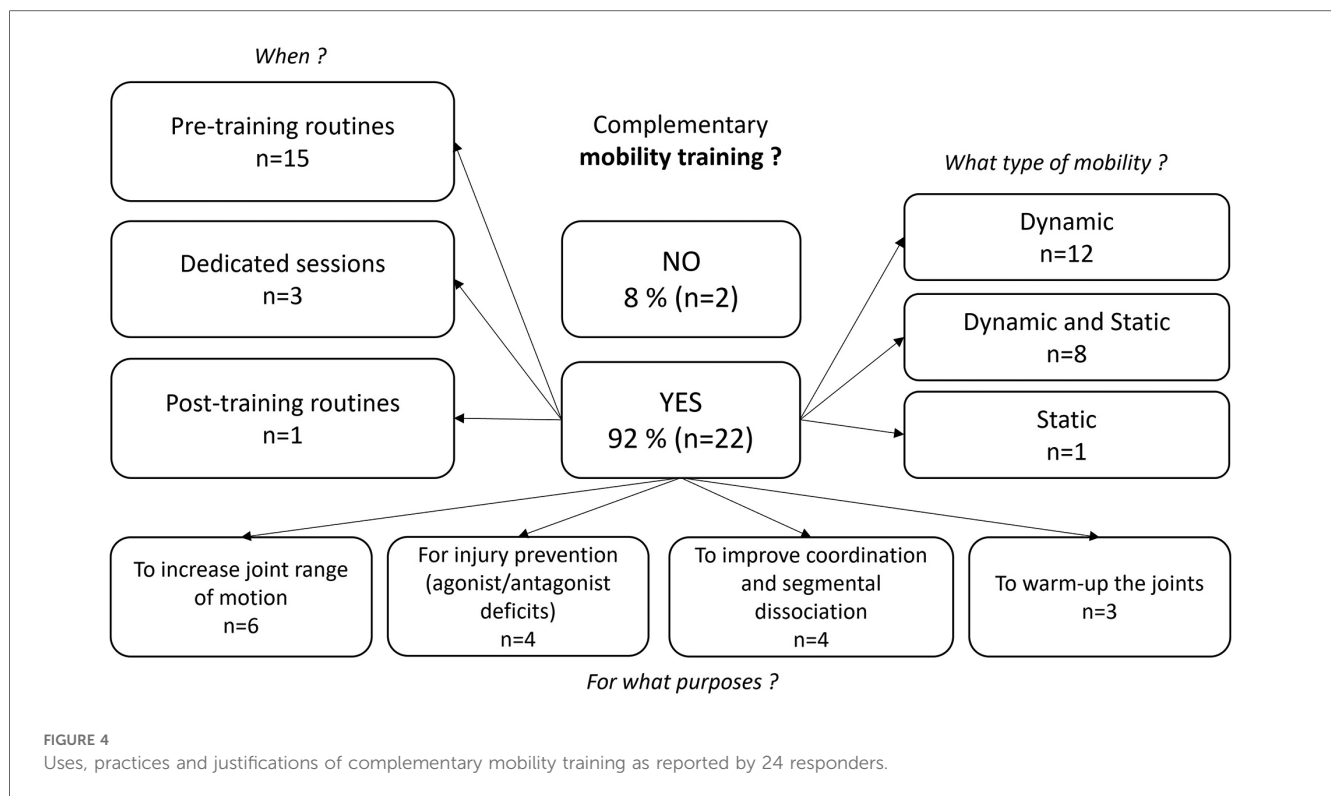 When ?
Pre-training routines
n=15
Dedicated sessions
n=3
Post-training routines
n=1
Complementary
mobility training ?
NO
8 % (n=2)
YES
92 % (n=22)
What type of mobility ?
Dynamic
n=12
Dynamic and Static
n=8
Static
n=1
To increase joint range
of motion
n=6
For injury prevention
(agonist/antagonist
deficits)
n=4
To improve coordination
and segmental
dissociation
n=4
To warm-up the joints
n=3
For what purposes ?
FIGURE 4
Uses, practices and justifications of complementary mobility training as reported by 24 responders.